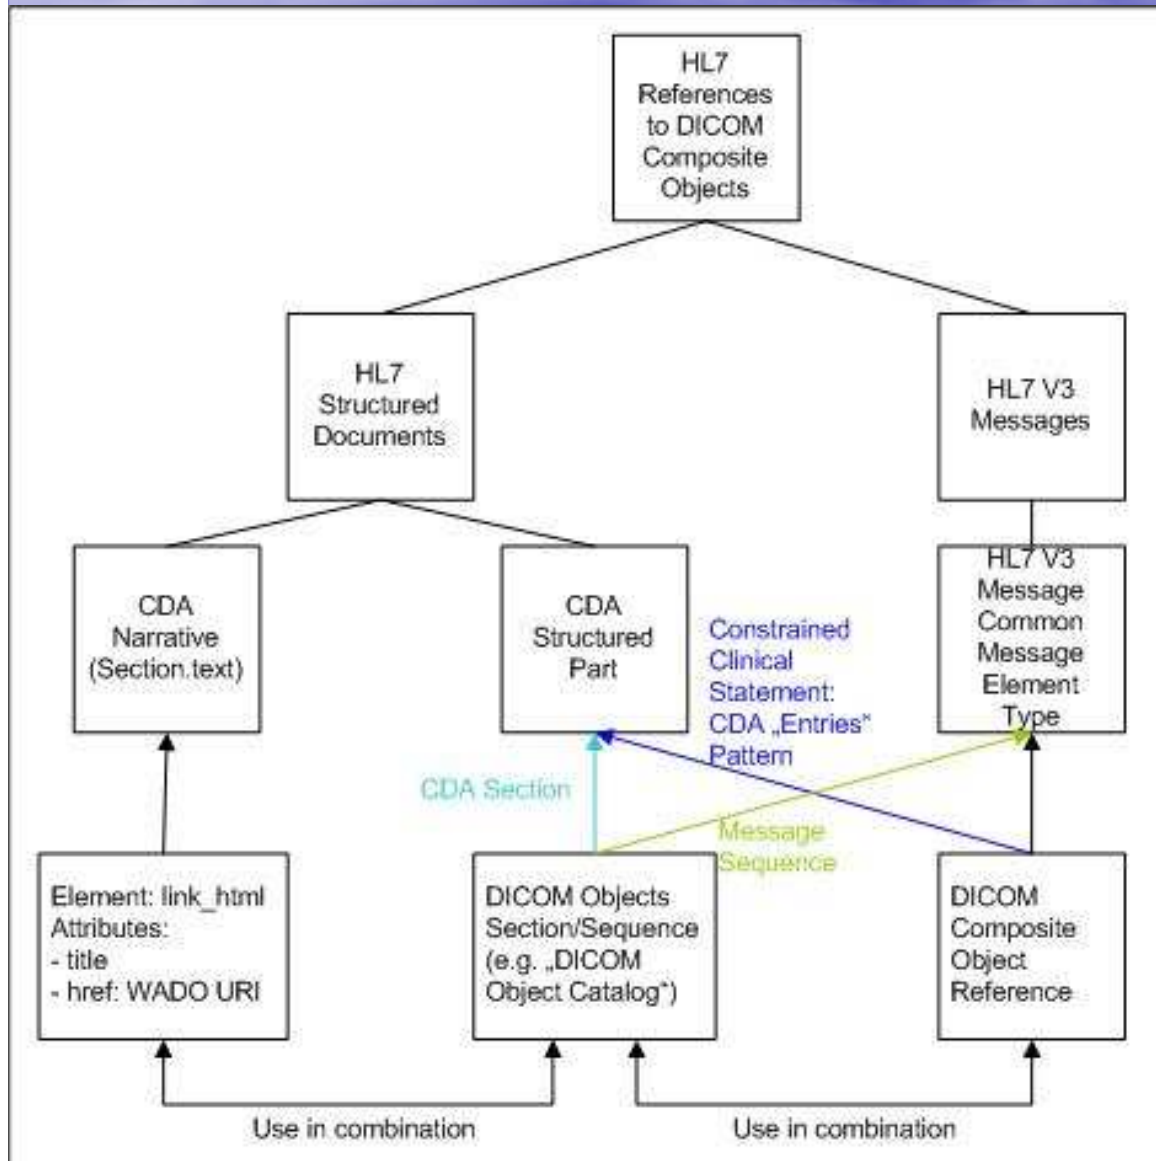 HL7
References
to DICOM
Composite
Objects
HL7
Structured
Documents
HL7 V3
Messages
CDA
Narrative
(Section.text)
CDA
Structured
Part
Constrained
Clinical
Statement:
CDA „Entries“
Pattern
HL7 V3
Message
Common
Message
Element
Type
CDA Section
Message
Sequence
Element: link_html
Attributes:
- title
- href: WADO URI
DICOM Objects
Section/Sequence
(e.g. „DICOM
Object Catalog“)
DICOM
Composite
Object
Reference
Use in combination
Use in combination